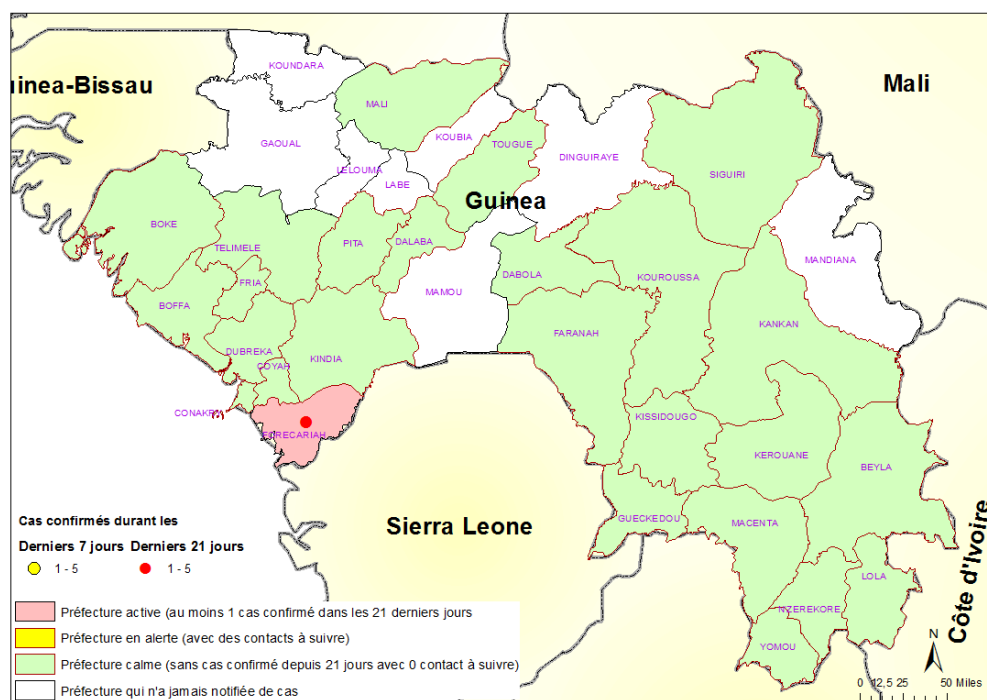 KOUNDARA
uinea-Bissau
Mali
MALI
GAOUAL
KOUBIA
TOUGUE
DINGUIRAYE
LELOUMA
LABE
SIGUIRI
Guinea
BOKE
TELIMELE
PITA
DALABA
MANDIANA
FRIA
DABOLA
KOUROUSSA
MAMOU
BOFFA
KANKAN
FARANAH
DUBREKA
KINDIA
COYAH
CONAKRY
KISSIDOUGO
FORECARIAH
KEROUANE
BEYLA
GUECKEDOU
MACENTA
Sierra Leone
Côte d'Ivoire
LOLA
NZEREKORE
YOMOU
Cas confirmés durant les
Derniers 7 jours Derniers 21 jours
1 - 5 1 - 5
Préfecture active (au moins 1 cas confirmé dans les 21 derniers jours
Préfecture en alerte (avec des contacts à suivre)
Préfecture calme (sans cas confirmé depuis 21 jours avec 0 contact à suivre)
Préfecture qui n'a jamais notifiée de cas
N
0 12,5 25 50 Miles